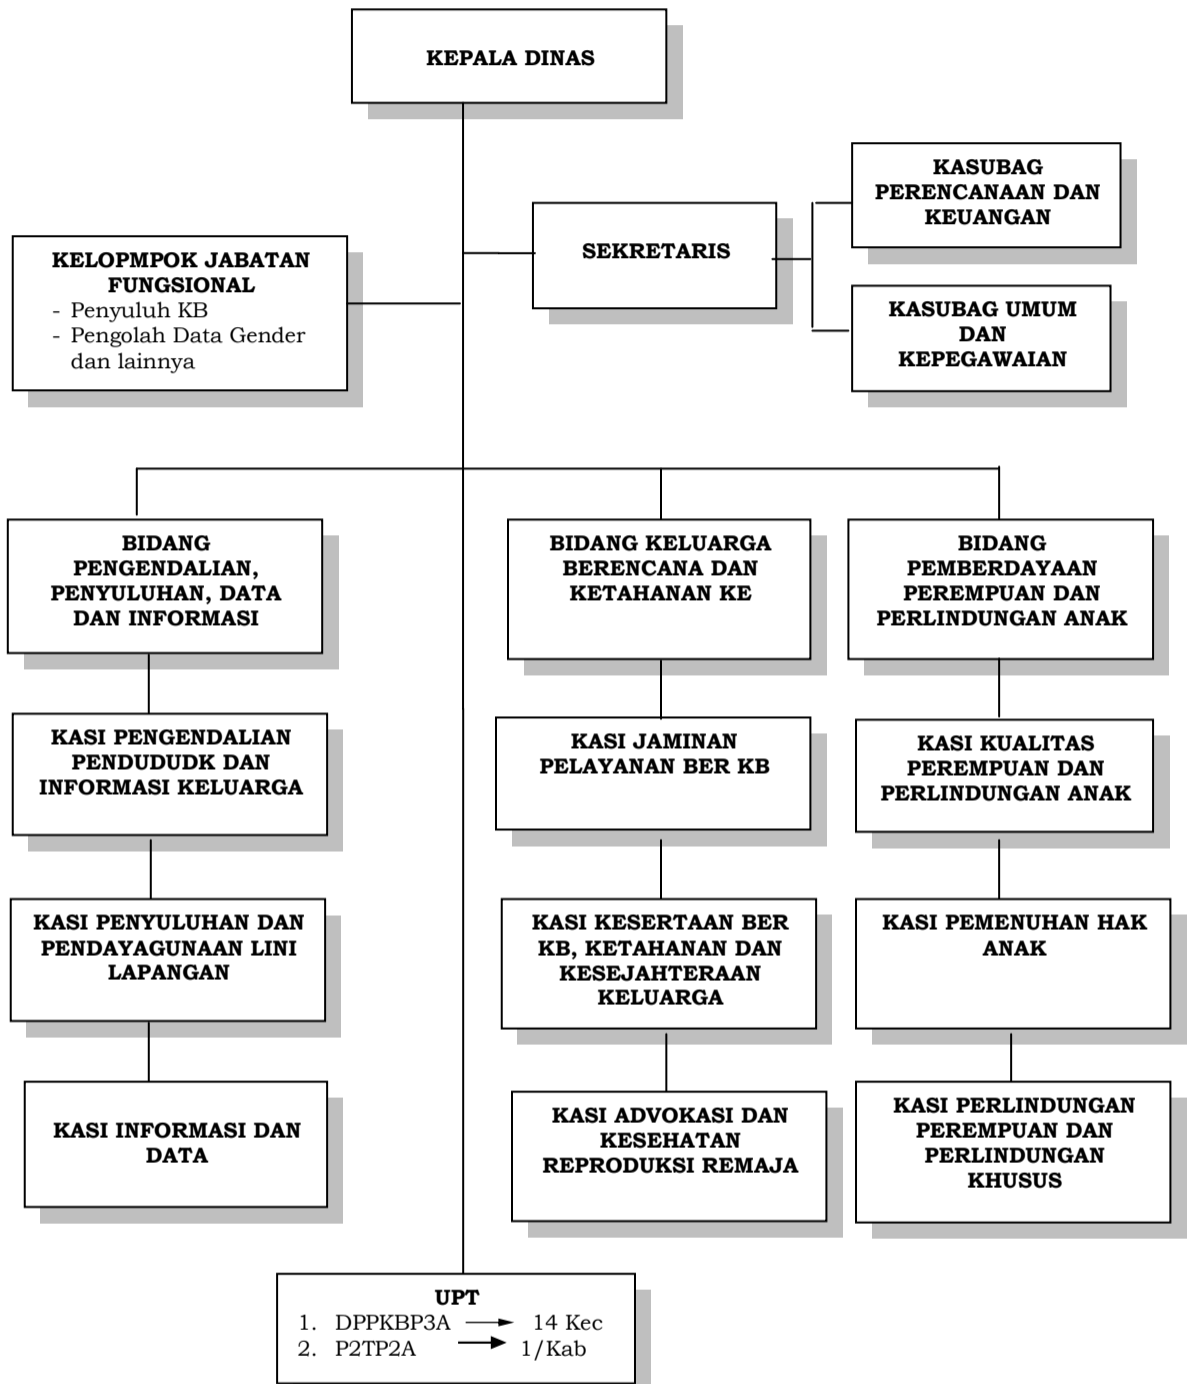 KEPALA DINAS
KASUBAG
PERENCANAAN DAN
KEUANGAN
SEKRETARIS
KELOPMPOK JABATAN
FUNGSIONAL
- Penyuluh KB
- Pengolah Data Gender
dan lainnya
KASUBAG UMUM
DAN
KEPEGAWAIAN
BIDANG
PENGENDALIAN,
PENYULUHAN, DATA
DAN INFORMASI
BIDANG KELUARGA
BERENCANA DAN
KETAHANAN KE
BIDANG
PEMBERDAYAAN
PEREMPUAN DAN
PERLINDUNGAN ANAK
KASI PENGENDALIAN
PENDUDUDK DAN
INFORMASI KELUARGA
KASI JAMINAN
PELAYANAN BER KB
KASI KUALITAS
PEREMPUAN DAN
PERLINDUNGAN ANAK
KASI PENYULUHAN DAN
PENDAYAGUNAAN LINI
LAPANGAN
KASI KESERTAAN BER
KB, KETAHANAN DAN
KESEJAHTERAAN
KELUARGA
KASI PEMENUHAN HAK
ANAK
KASI INFORMASI DAN
DATA
KASI ADVOKASI DAN
KESEHATAN
REPRODUKSI REMAJA
KASI PERLINDUNGAN
PEREMPUAN DAN
PERLINDUNGAN
KHUSUS
UPT
1. DPPKBP3A → 14 Kec
2. P2TP2A → 1/Kab